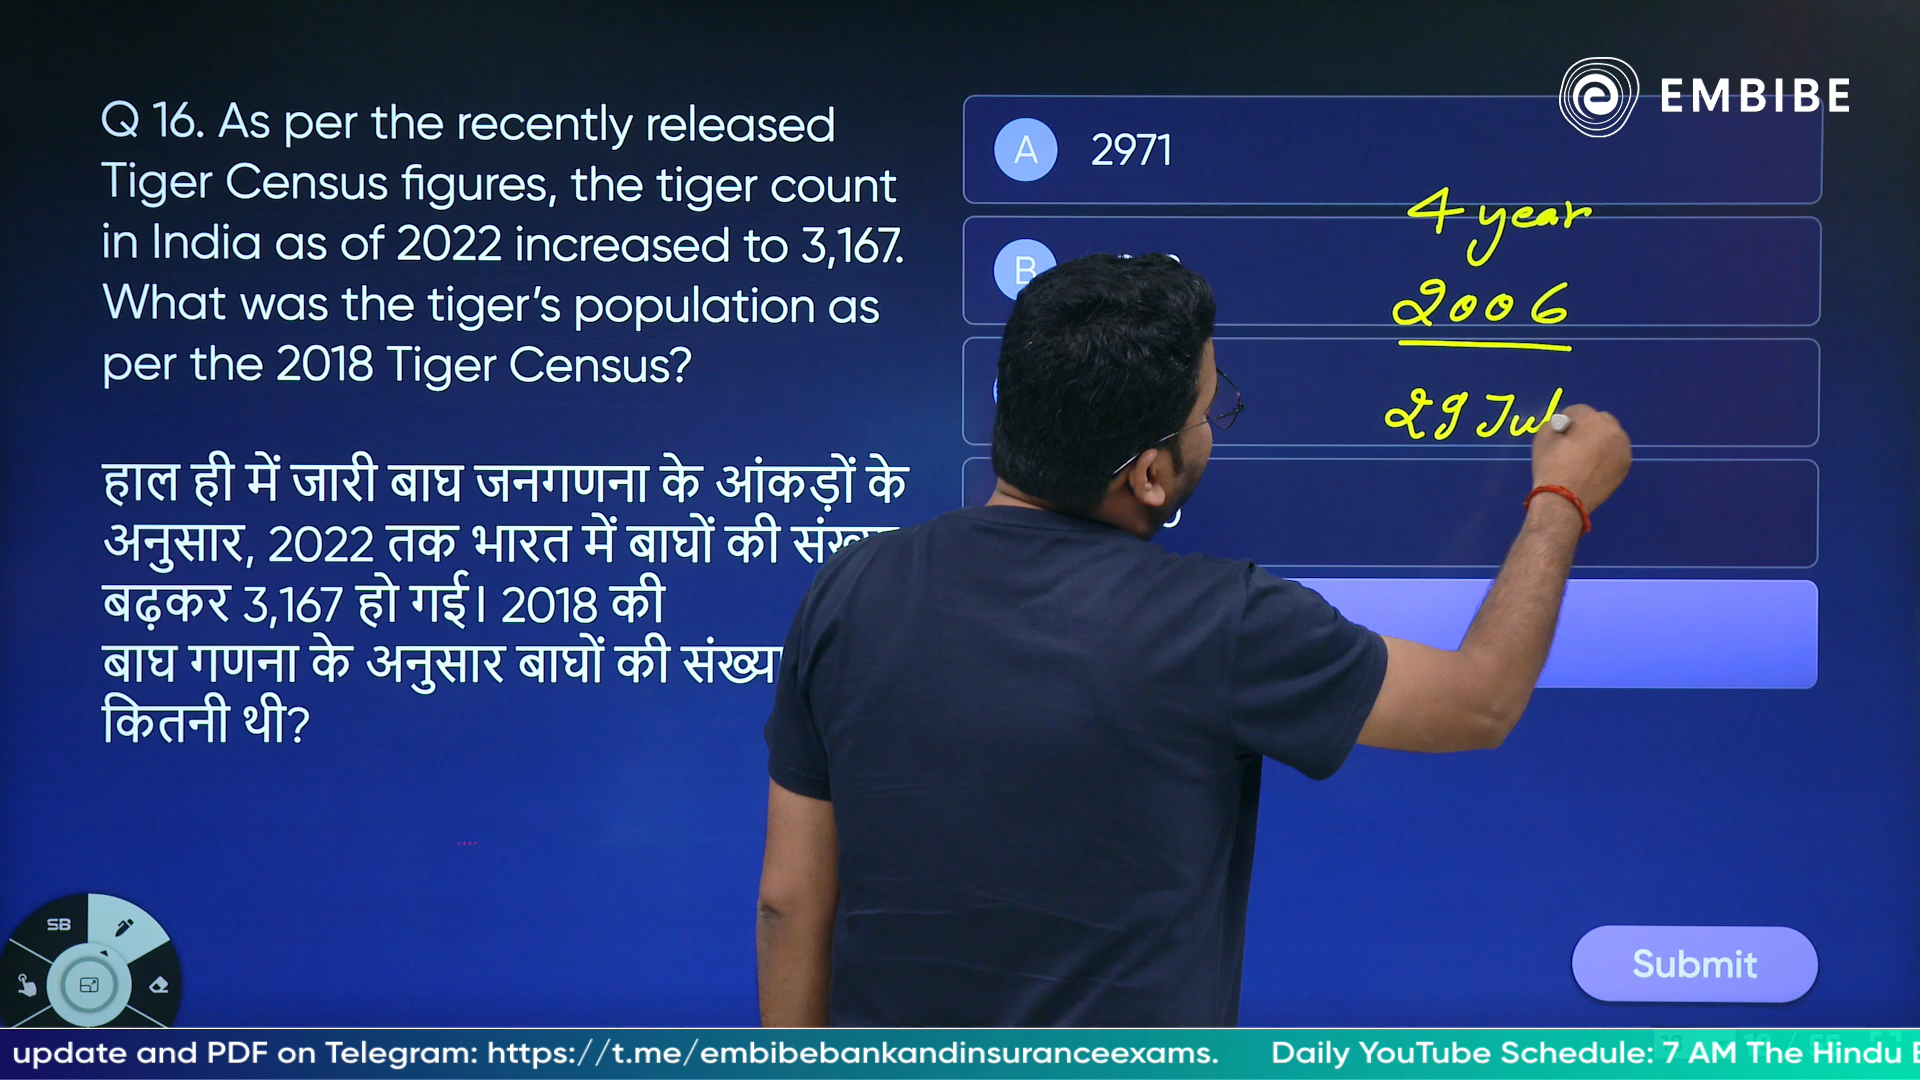 EMBIBE
Q 16. As per the recently released
Tiger Census figures, the tiger count
in India as of 2022 increased to 3,167.
What was the tiger's population as
per the 2018 Tiger Census?
हाल ही में जारी बाघ जनगणना के आंकड़ों के
अनुसार, 2022 तक भारत में बाघों की
बढ़कर 3,167 हो गई। 2018 की
बाघ गणना के अनुसार बाघों की संख्या
कितनी थी?
A 2971
B
4 year
2006
29 Jul
SB
Submit
update and PDF on Telegram: https://t.me/embibebankandinsuranceexams. Daily YouTube Schedule: 7 AM The Hindu E